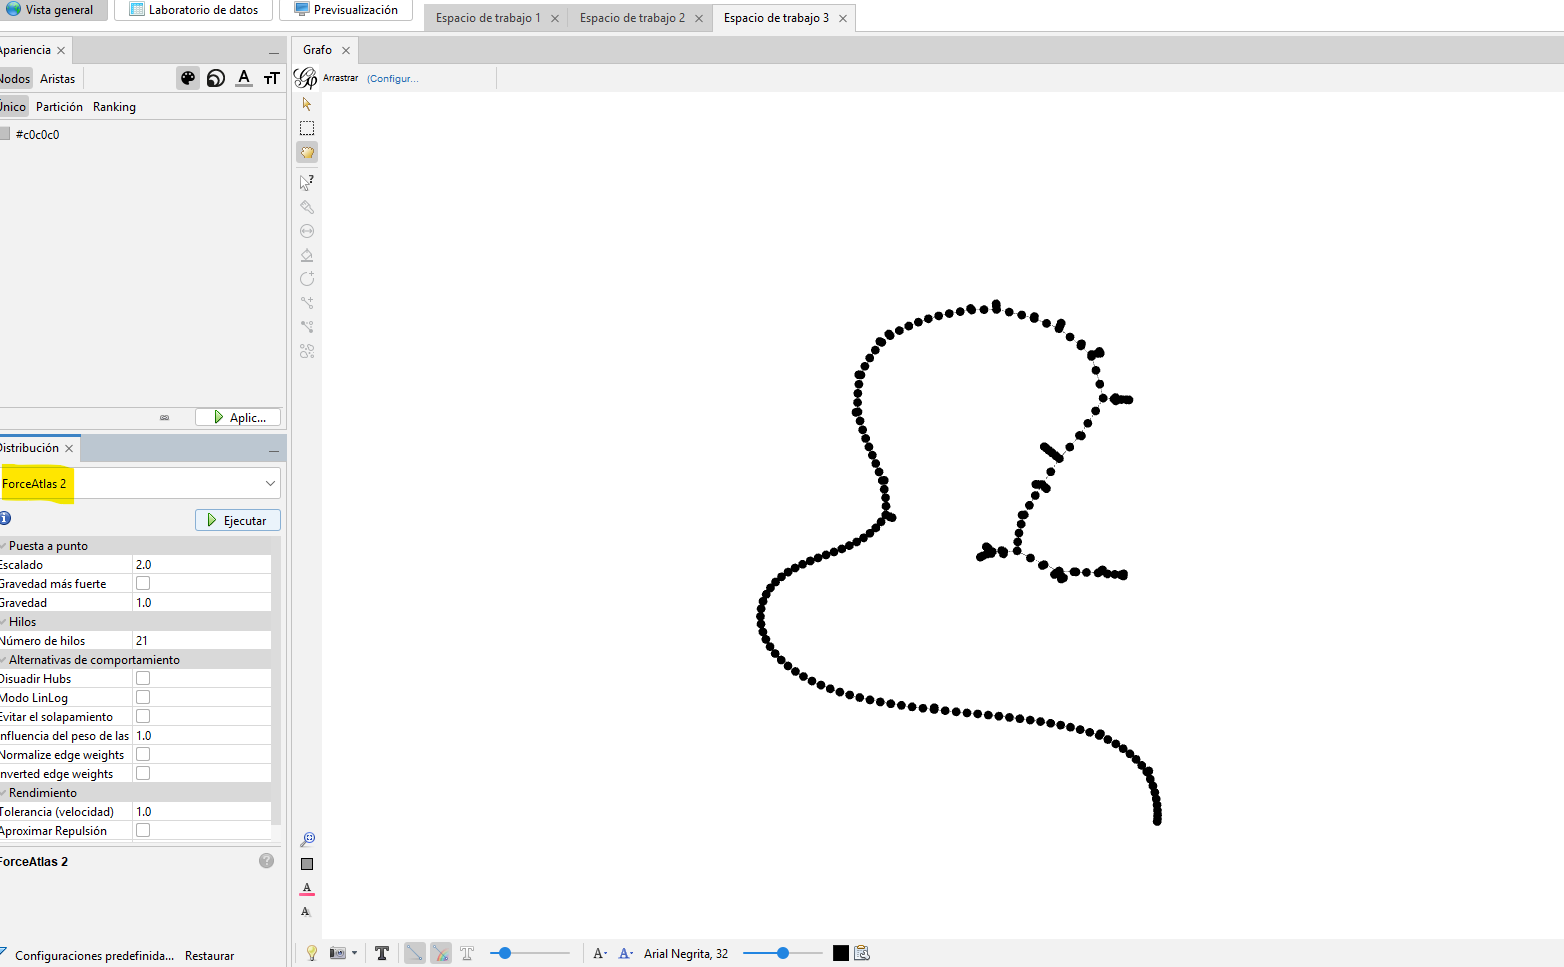 Vista general
Laboratorio de datos
Previsualización
Espacio de trabajo 1
Espacio de trabajo 2
Espacio de trabajo 3
Apariencia
Grafo
Nodos Aristas A TT
Arrastrar (Configur...
Único Partición Ranking
#c0c0c0
Aplic...
Distribución
ForceAtlas 2
Ejecutar
Puesta a punto
Escalado 2.0
Gravedad más fuerte
Gravedad 1.0
Hilos
Número de hilos 21
Alternativas de comportamiento
Disuadir Hubs
Modo LinLog
Evitar el solapamiento
Influencia del peso de las 1.0
Normalize edge weights
Inverted edge weights
Rendimiento
Tolerancia (velocidad) 1.0
Aproximar Repulsión
ForceAtlas 2
?
A
A
Configuraciones predefinida... Restaurar
T T A- A- Arial Negrita, 32